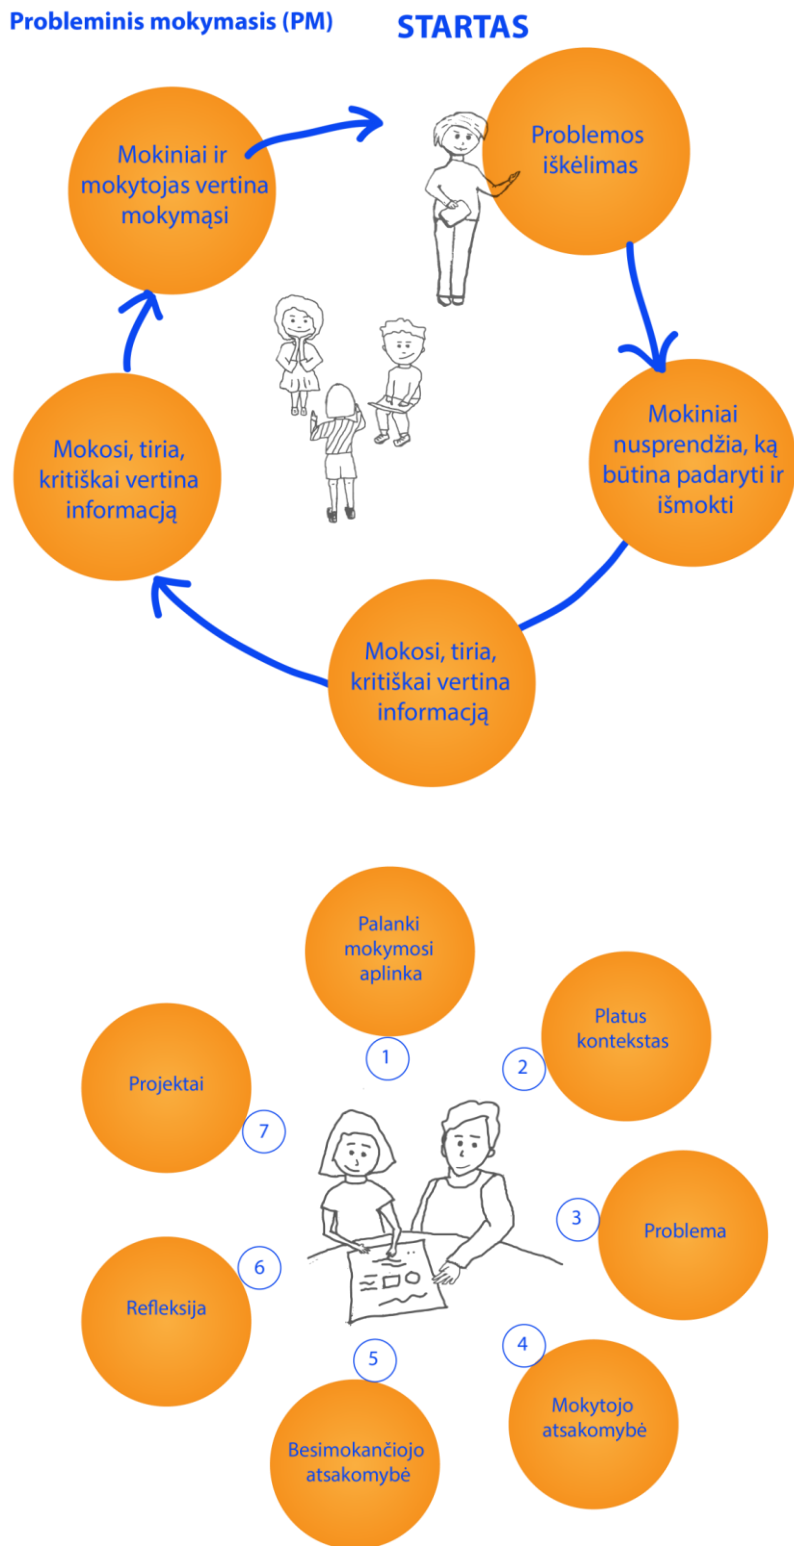 Probleminis mokymasis (PM)
STARTAS
Problemos
iškėlimas
Mokiniai
nusprendžia, ką
būtina padaryti ir
išmokti
Mokosi, tiria,
kritiškai vertina
informacją
Mokosi, tiria,
kritiškai vertina
informacją
Mokiniai ir
mokytojas vertina
mokymąsi
Palanki
mokymosi
aplinka
1
Platus
kontekstas
2
Problema
3
Mokytojo
atsakomybė
4
Besimokančiojo
atsakomybė
5
Refleksija
6
Projektai
7